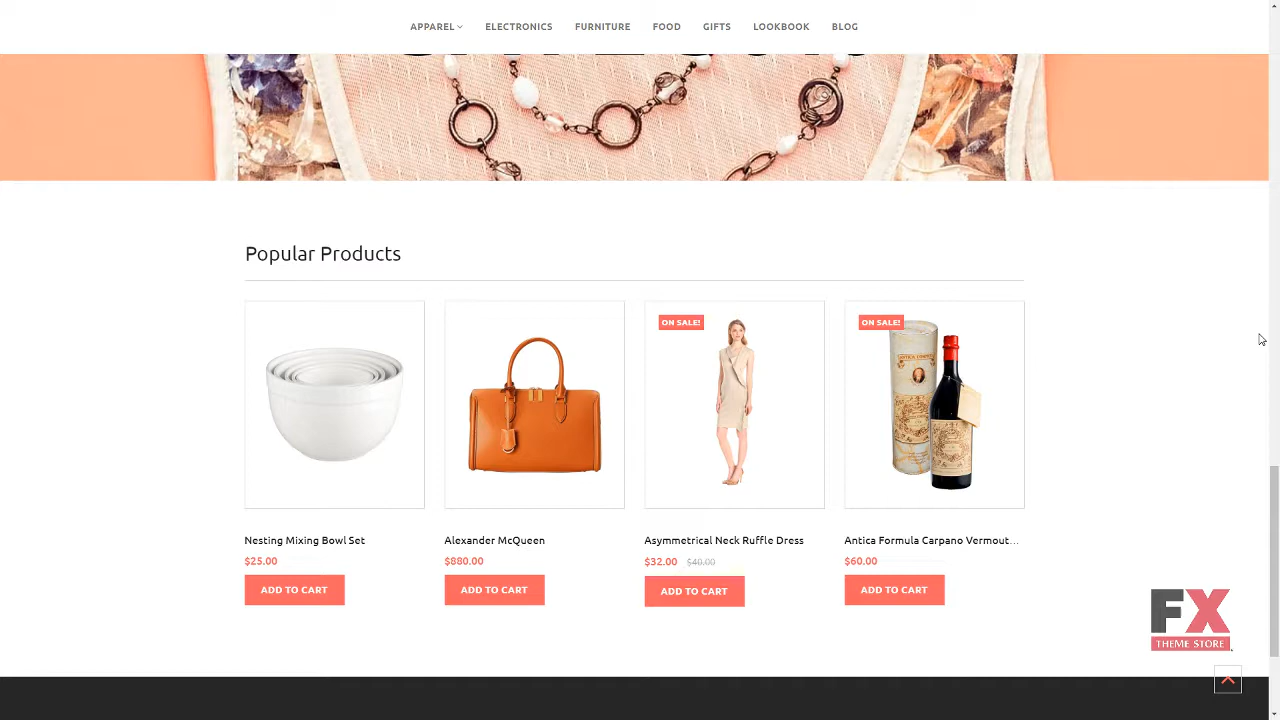 APPAREL ELECTRONICS FURNITURE FOOD GIFTS LOOKBOOK BLOG
Popular Products
ON SALE!
ON SALE!
Nesting Mixing Bowl Set
$25.00
ADD TO CART
Alexander McQueen
$880.00
ADD TO CART
Asymmetrical Neck Ruffle Dress
$32.00 $40.00
ADD TO CART
Antica Formula Carpano Vermout...
$60.00
ADD TO CART
FX
THEME STORE